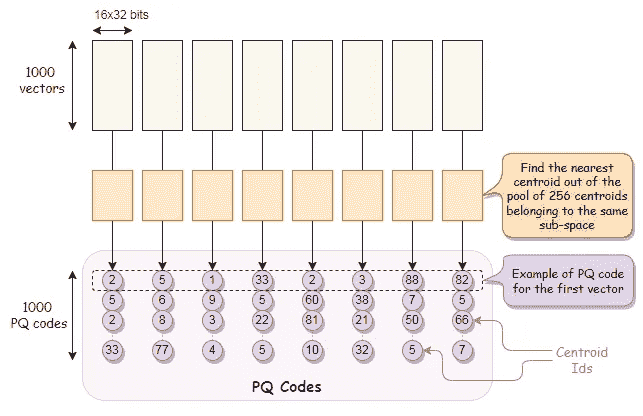 16x32 bits
1000
vectors
Find the nearest
centroid out of the
pool of 256 centroids
belonging to the same
sub-space
2 5 1 33 2 3 88 82
Example of PQ code
for the first vector
5 6 9 5 60 38 7 5
1000
PQ codes
2 8 3 22 81 21 50 66
33 77 4 5 10 32 5 7
Centroid
Ids
PQ Codes